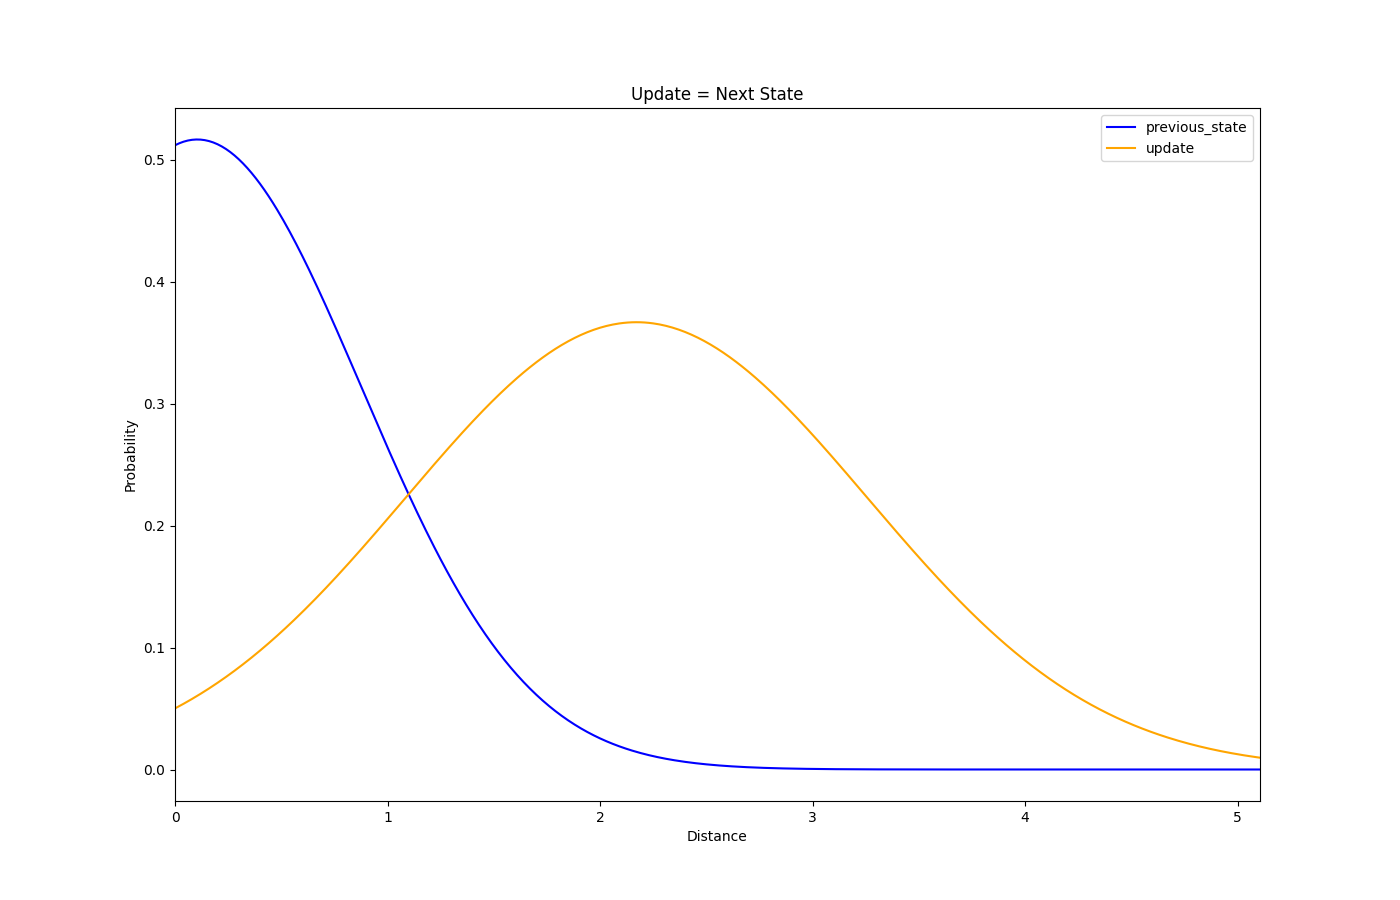 Update = Next State
previous_state
update
0.5
0.4
0.3
0.2
0.1
0.0
Probability
0 1 2 3 4 5
Distance